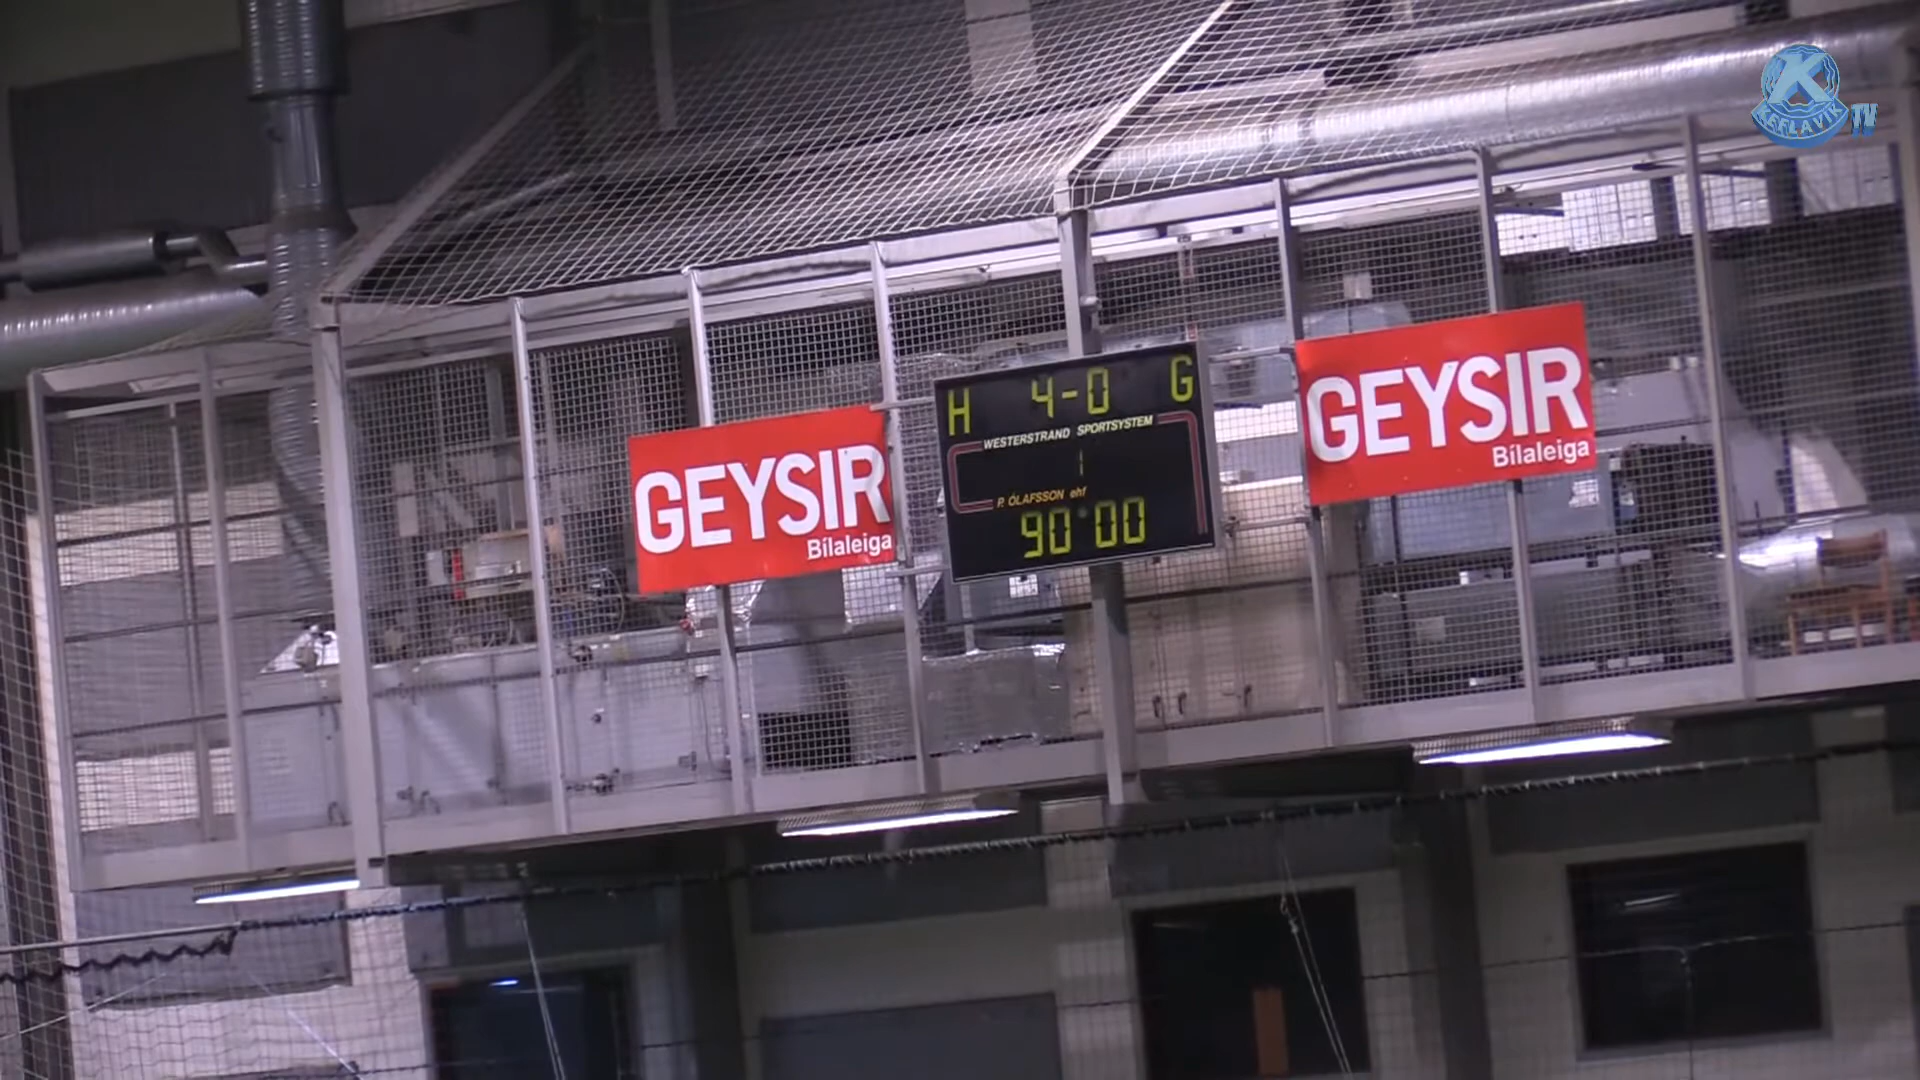 KEFLAVIK TV
H 4-0 G
WESTERSTRAND SPORTSYSTEM
1
P. ÓLAFSSON ehf
90:00
GEYSIR
Bílaleiga
GEYSIR
Bílaleiga